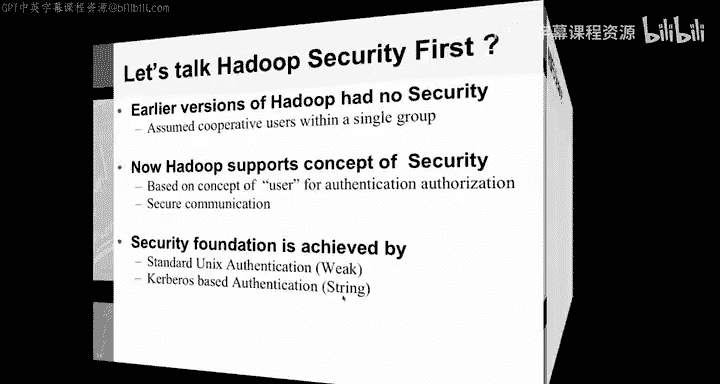 GPT中英字幕课程资源@bilibili.com
字幕课程资源 bilibili
Let's talk Hadoop Security First ?
• Earlier versions of Hadoop had no Security
– Assumed cooperative users within a single group
• Now Hadoop supports concept of Security
– Based on concept of "user" for authentication authorization
– Secure communication
• Security foundation is achieved by
– Standard Unix Authentication (Weak)
– Kerberos based Authentication (String)